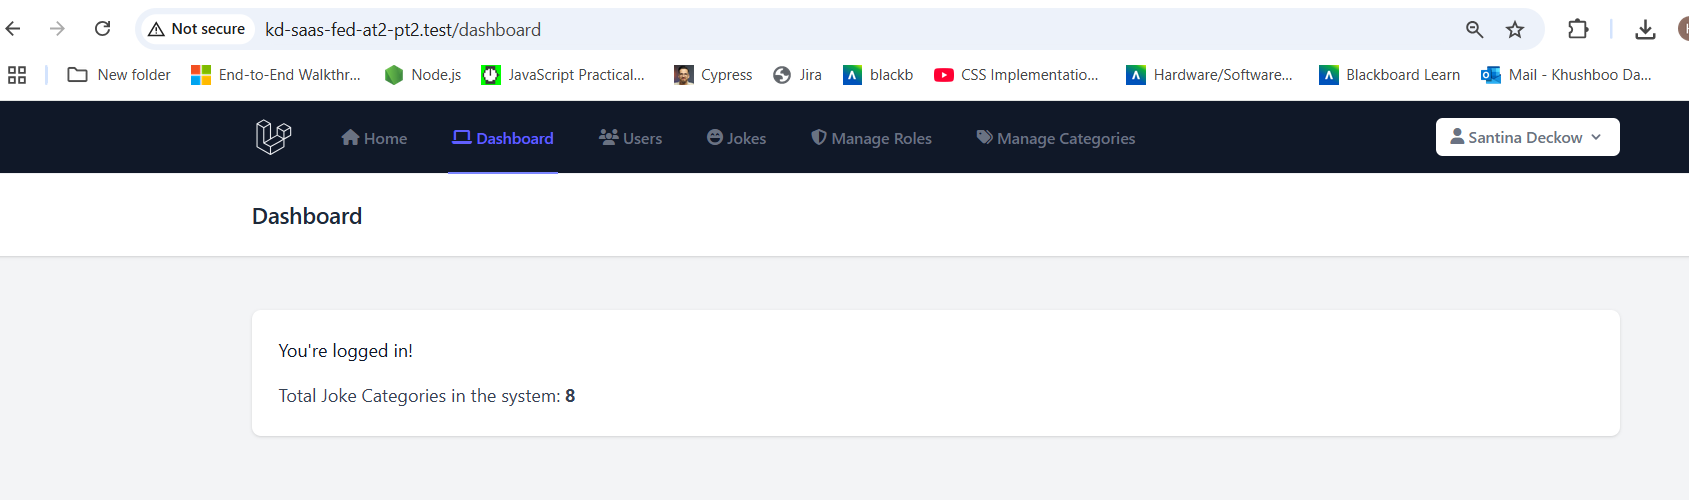 Not secure kd-saas-fed-at2-pt2.test/dashboard
New folder End-to-End Walkthr... Node.js JavaScript Practical... Cypress Jira blackb CSS Implementatio... Hardware/Software... Blackboard Learn Mail - Khushboo Da...
Home Dashboard Users Jokes Manage Roles Manage Categories Santina Deckow
Dashboard
You're logged in!
Total Joke Categories in the system: 8